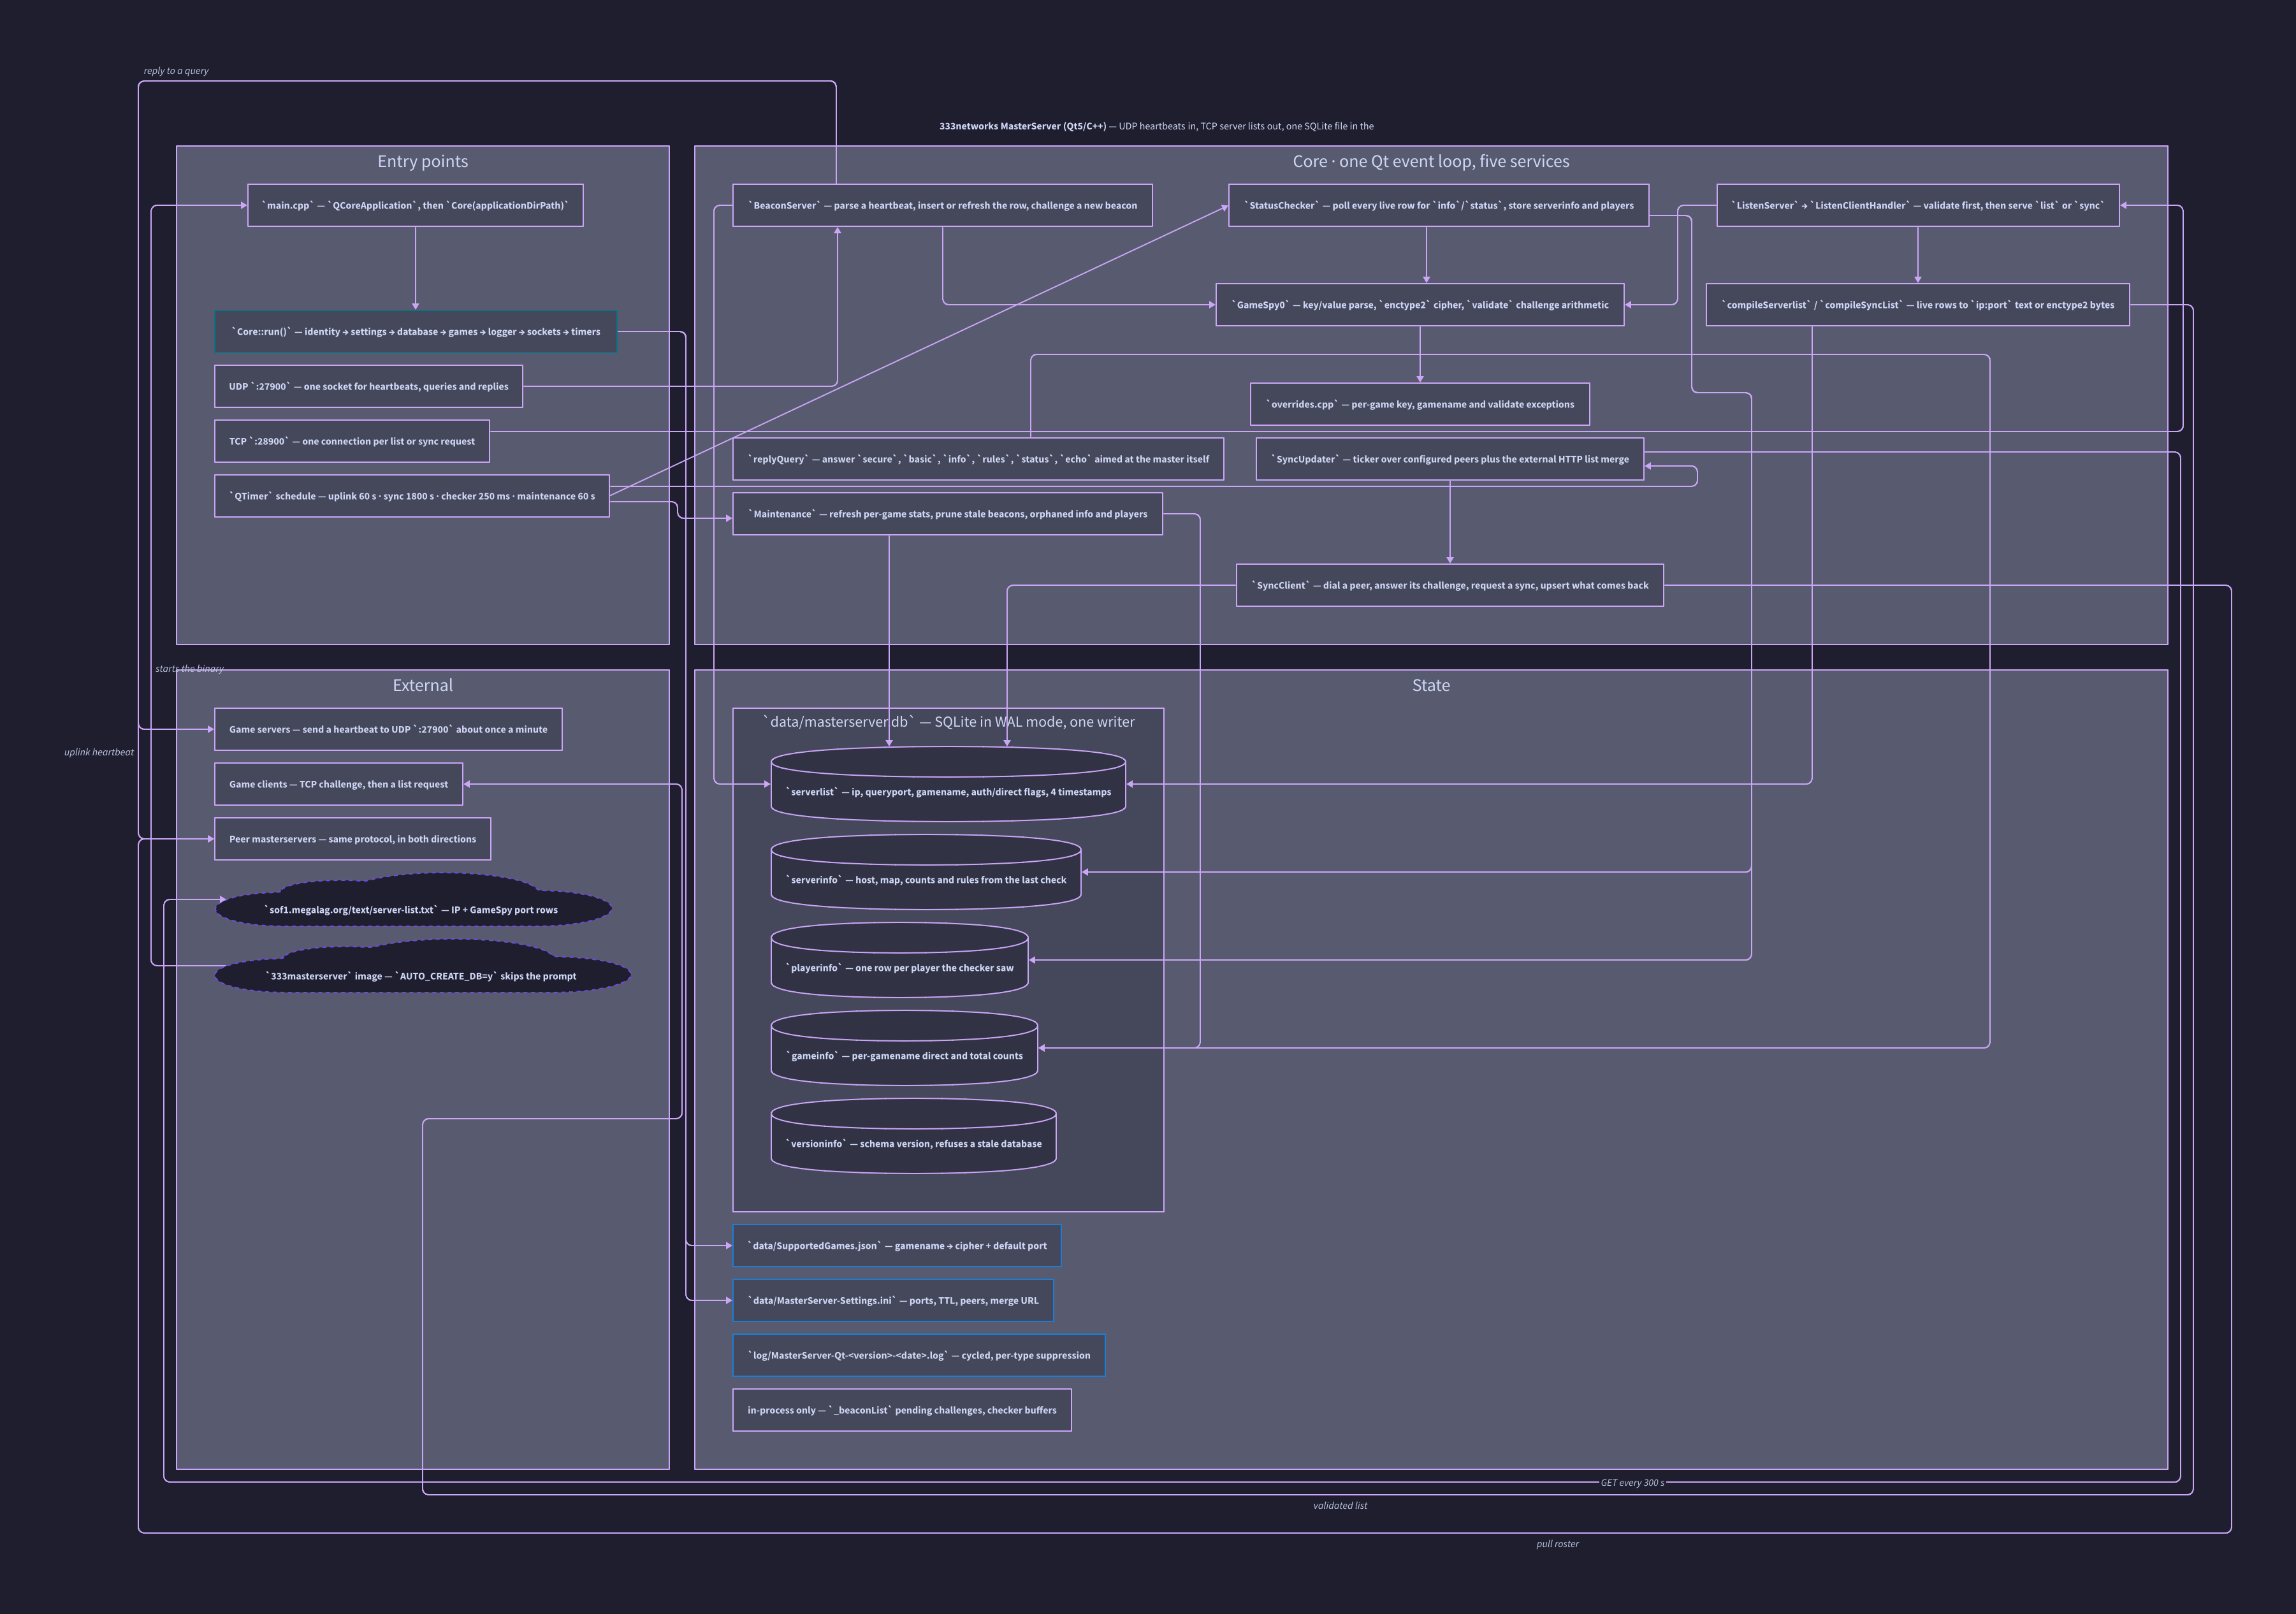 reply to a query
333networks MasterServer (Qt5/C++) — UDP heartbeats in, TCP server lists out, one SQLite file in the
Entry points
`main.cpp` — `QCoreApplication`, then `Core(applicationDirPath)`
`Core::run()` — identity → settings → database → games → logger → sockets → timers
UDP `:27900` — one socket for heartbeats, queries and replies
TCP `:28900` — one connection per list or sync request
`QTimer` schedule — uplink 60 s · sync 1800 s · checker 250 ms · maintenance 60 s
Core · one Qt event loop, five services
`BeaconServer` — parse a heartbeat, insert or refresh the row, challenge a new beacon
`StatusChecker` — poll every live row for `info`/`status`, store serverinfo and players
`ListenServer` → `ListenClientHandler` — validate first, then serve `list` or `sync`
`GameSpy0` — key/value parse, `enctype2` cipher, `validate` challenge arithmetic
`compileServerlist` / `compileSyncList` — live rows to `ip:port` text or enctype2 bytes
`overrides.cpp` — per-game key, gamename and validate exceptions
`replyQuery` — answer `secure`, `basic`, `info`, `rules`, `status`, `echo` aimed at the master itself
`SyncUpdater` — ticker over configured peers plus the external HTTP list merge
`Maintenance` — refresh per-game stats, prune stale beacons, orphaned info and players
`SyncClient` — dial a peer, answer its challenge, request a sync, upsert what comes back
starts the binary
External
Game servers — send a heartbeat to UDP `:27900` about once a minute
uplink heartbeat
Game clients — TCP challenge, then a list request
Peer masterservers — same protocol, in both directions
`sof1.megalag.org/text/server-list.txt` — IP + GameSpy port rows
`333masterserver` image — `AUTO_CREATE_DB=y` skips the prompt
State
`data/masterserver.db` — SQLite in WAL mode, one writer
`serverlist` — ip, queryport, gamename, auth/direct flags, 4 timestamps
`serverinfo` — host, map, counts and rules from the last check
`playerinfo` — one row per player the checker saw
`gameinfo` — per-gamename direct and total counts
`versioninfo` — schema version, refuses a stale database
`data/SupportedGames.json` — gamename → cipher + default port
`data/MasterServer-Settings.ini` — ports, TTL, peers, merge URL
`log/MasterServer-Qt-<version>-<date>.log` — cycled, per-type suppression
in-process only — `_beaconList` pending challenges, checker buffers
GET every 300 s
validated list
pull roster